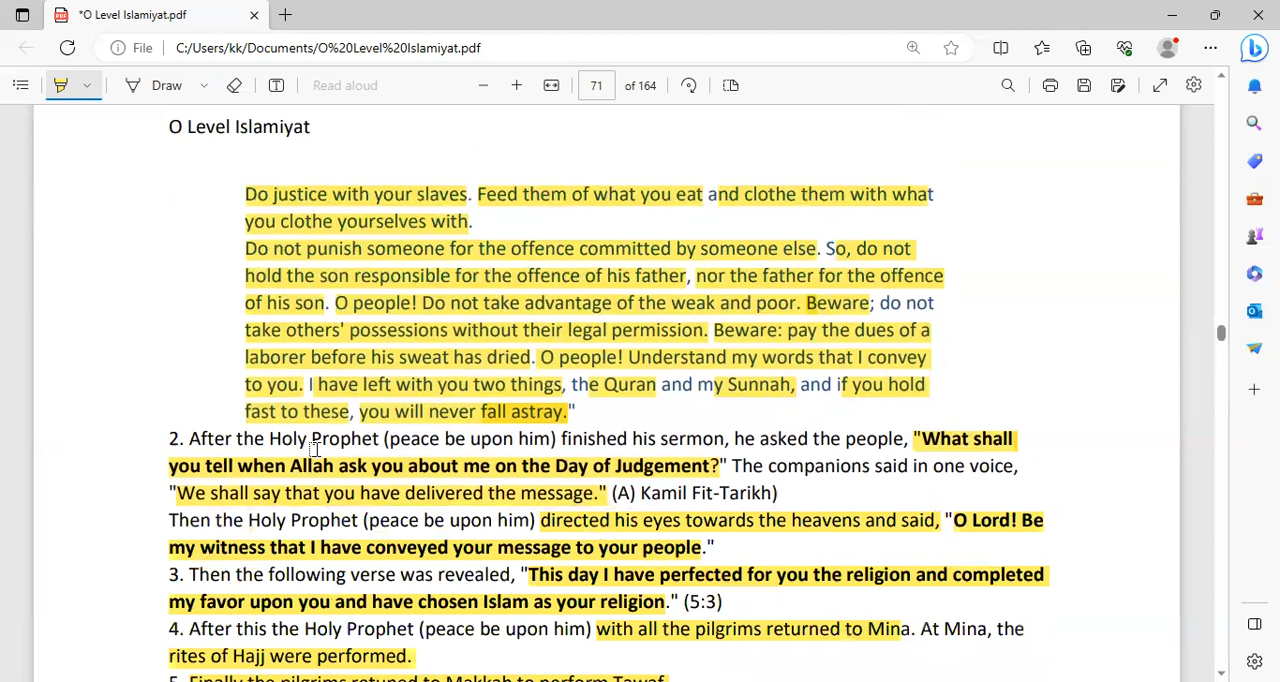 *O Level Islamiyat.pdf
File C:/Users/kk/Documents/O%20Level%20Islamiyat.pdf
Draw Read aloud 71 of 164
O Level Islamiyat
Do justice with your slaves. Feed them of what you eat and clothe them with what
you clothe yourselves with.
Do not punish someone for the offence committed by someone else. So, do not
hold the son responsible for the offence of his father, nor the father for the offence
of his son. O people! Do not take advantage of the weak and poor. Beware; do not
take others' possessions without their legal permission. Beware: pay the dues of a
laborer before his sweat has dried. O people! Understand my words that I convey
to you. I have left with you two things, the Quran and my Sunnah, and if you hold
fast to these, you will never fall astray."
2. After the Holy Prophet (peace be upon him) finished his sermon, he asked the people, "What shall
you tell when Allah ask you about me on the Day of Judgement?" The companions said in one voice,
"We shall say that you have delivered the message." (A) Kamil Fit-Tarikh)
Then the Holy Prophet (peace be upon him) directed his eyes towards the heavens and said, "O Lord! Be
my witness that I have conveyed your message to your people."
3. Then the following verse was revealed, "This day I have perfected for you the religion and completed
my favor upon you and have chosen Islam as your religion." (5:3)
4. After this the Holy Prophet (peace be upon him) with all the pilgrims returned to Mina. At Mina, the
rites of Hajj were performed.
5. Finally the pilgrims retuned to Makkah to perform Tawaf.